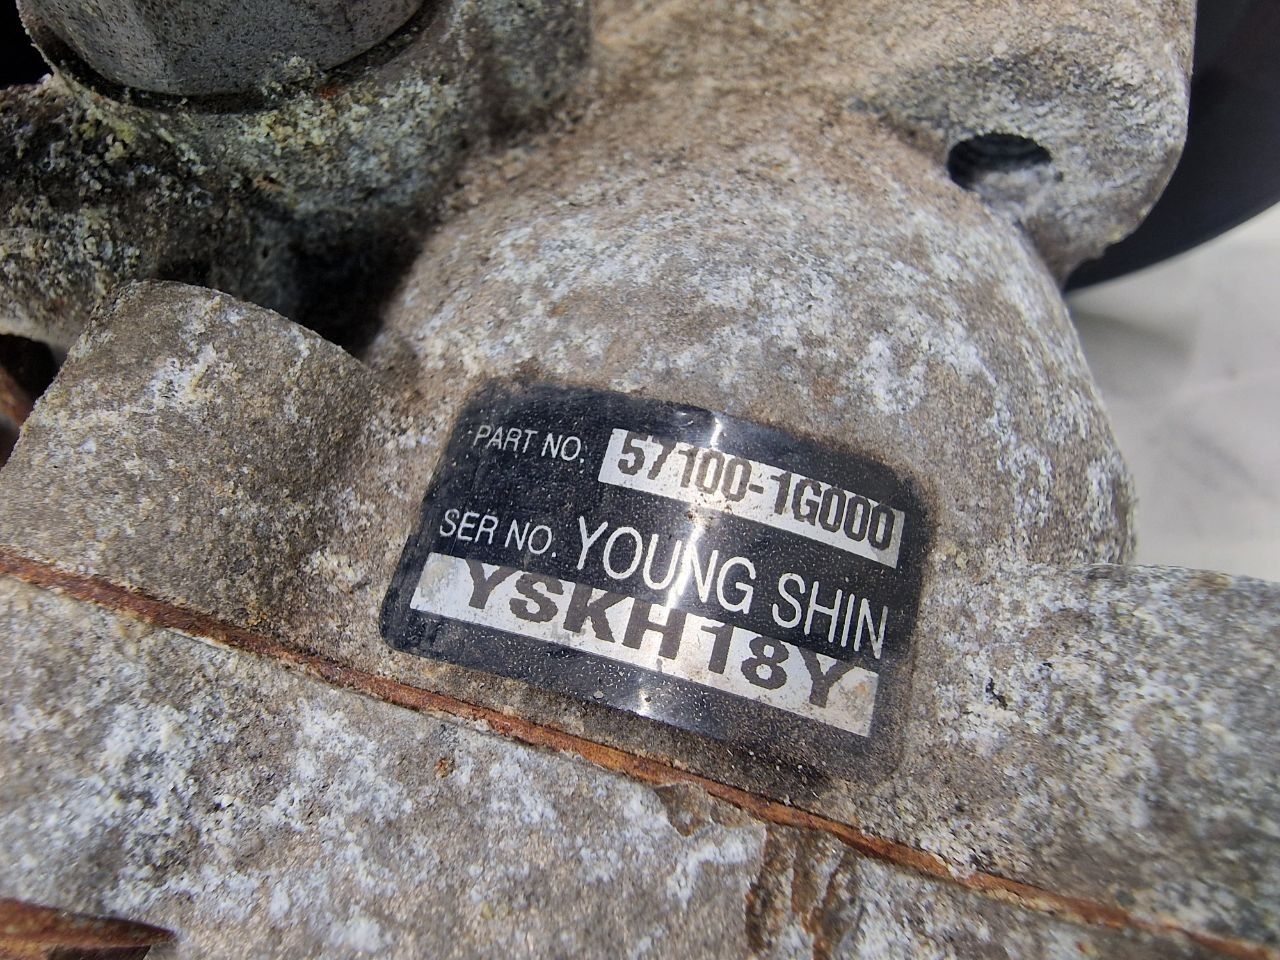 PART NO. 57100-1G000
SER NO. YOUNG SHIN
YSKH18Y